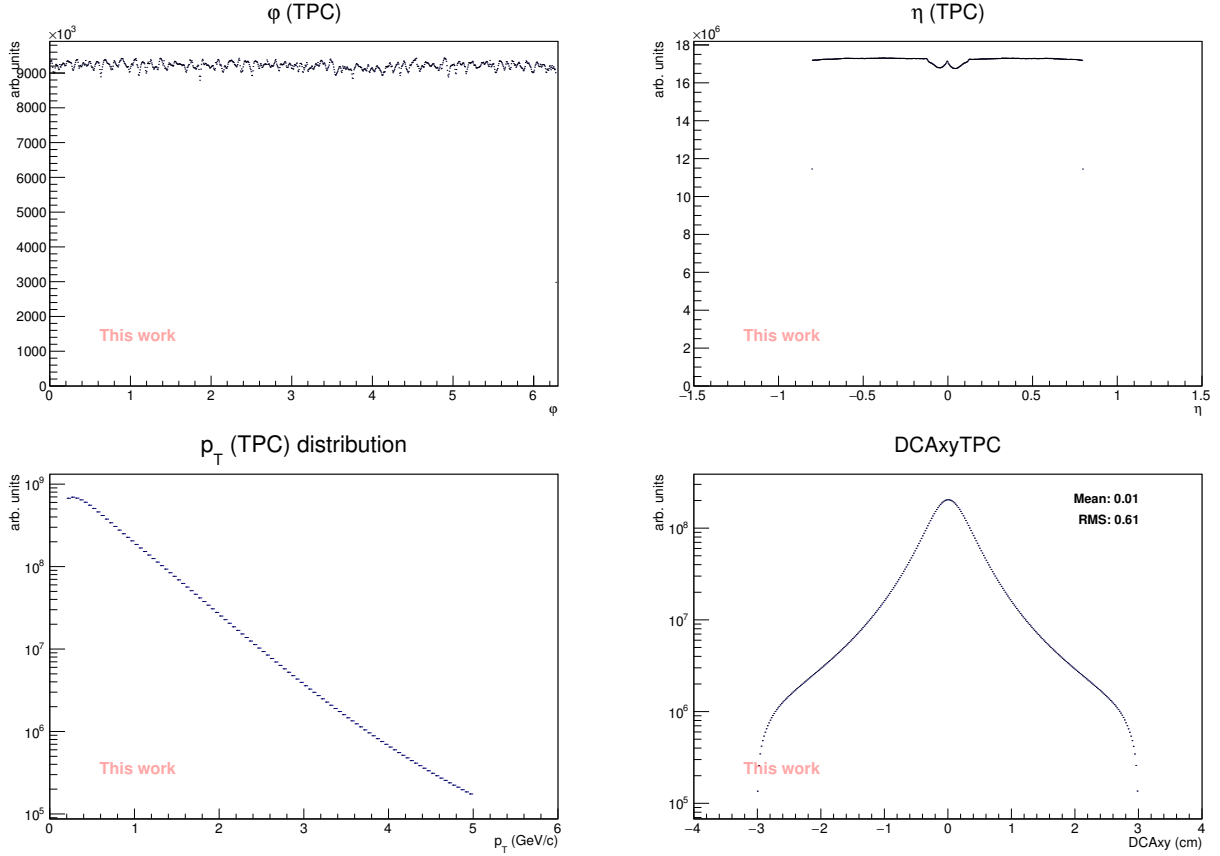 φ (TPC)
×10³
arb. units
9000
8000
7000
6000
5000
4000
3000
2000
1000
0
This work
0 1 2 3 4 5 6
φ
η (TPC)
×10⁶
arb. units
18
16
14
12
10
8
6
4
2
0
This work
−1.5 −1 −0.5 0 0.5 1 1.5
η
p_T (TPC) distribution
arb. units
10⁹
10⁸
10⁷
10⁶
10⁵
This work
0 1 2 3 4 5 6
p_T (GeV/c)
DCAxyTPC
arb. units
Mean: 0.01
RMS: 0.61
10⁸
10⁷
10⁶
10⁵
This work
−4 −3 −2 −1 0 1 2 3 4
DCAxy (cm)